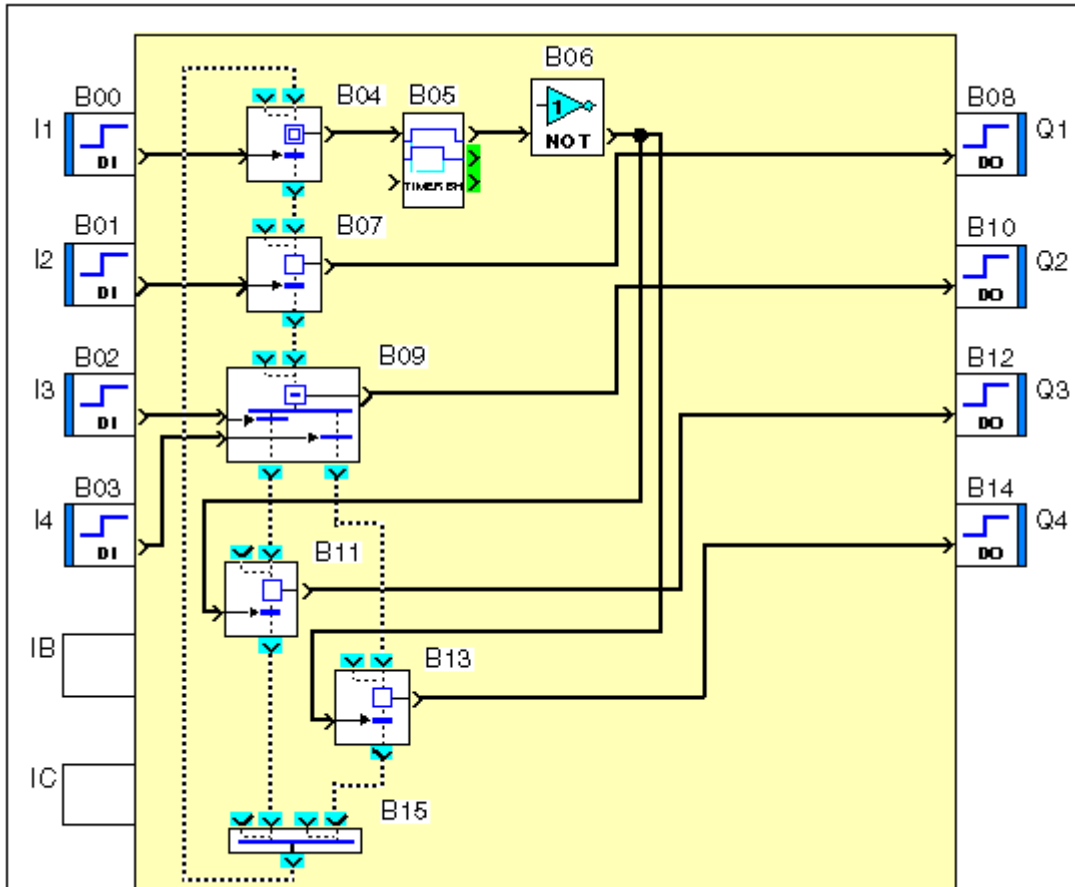 B06
B00 B04 B05 B08
I1 Q1
1
DI NOT DO
TIMER BH
B01 B07 B10
I2 Q2
DI DO
B02 B09 B12
I3 Q3
DI DO
B03 B14
I4 Q4
DI DO
B11
IB
B13
IC
B15